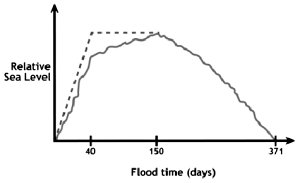 Relative
Sea Level
40
150
371
Flood time (days)